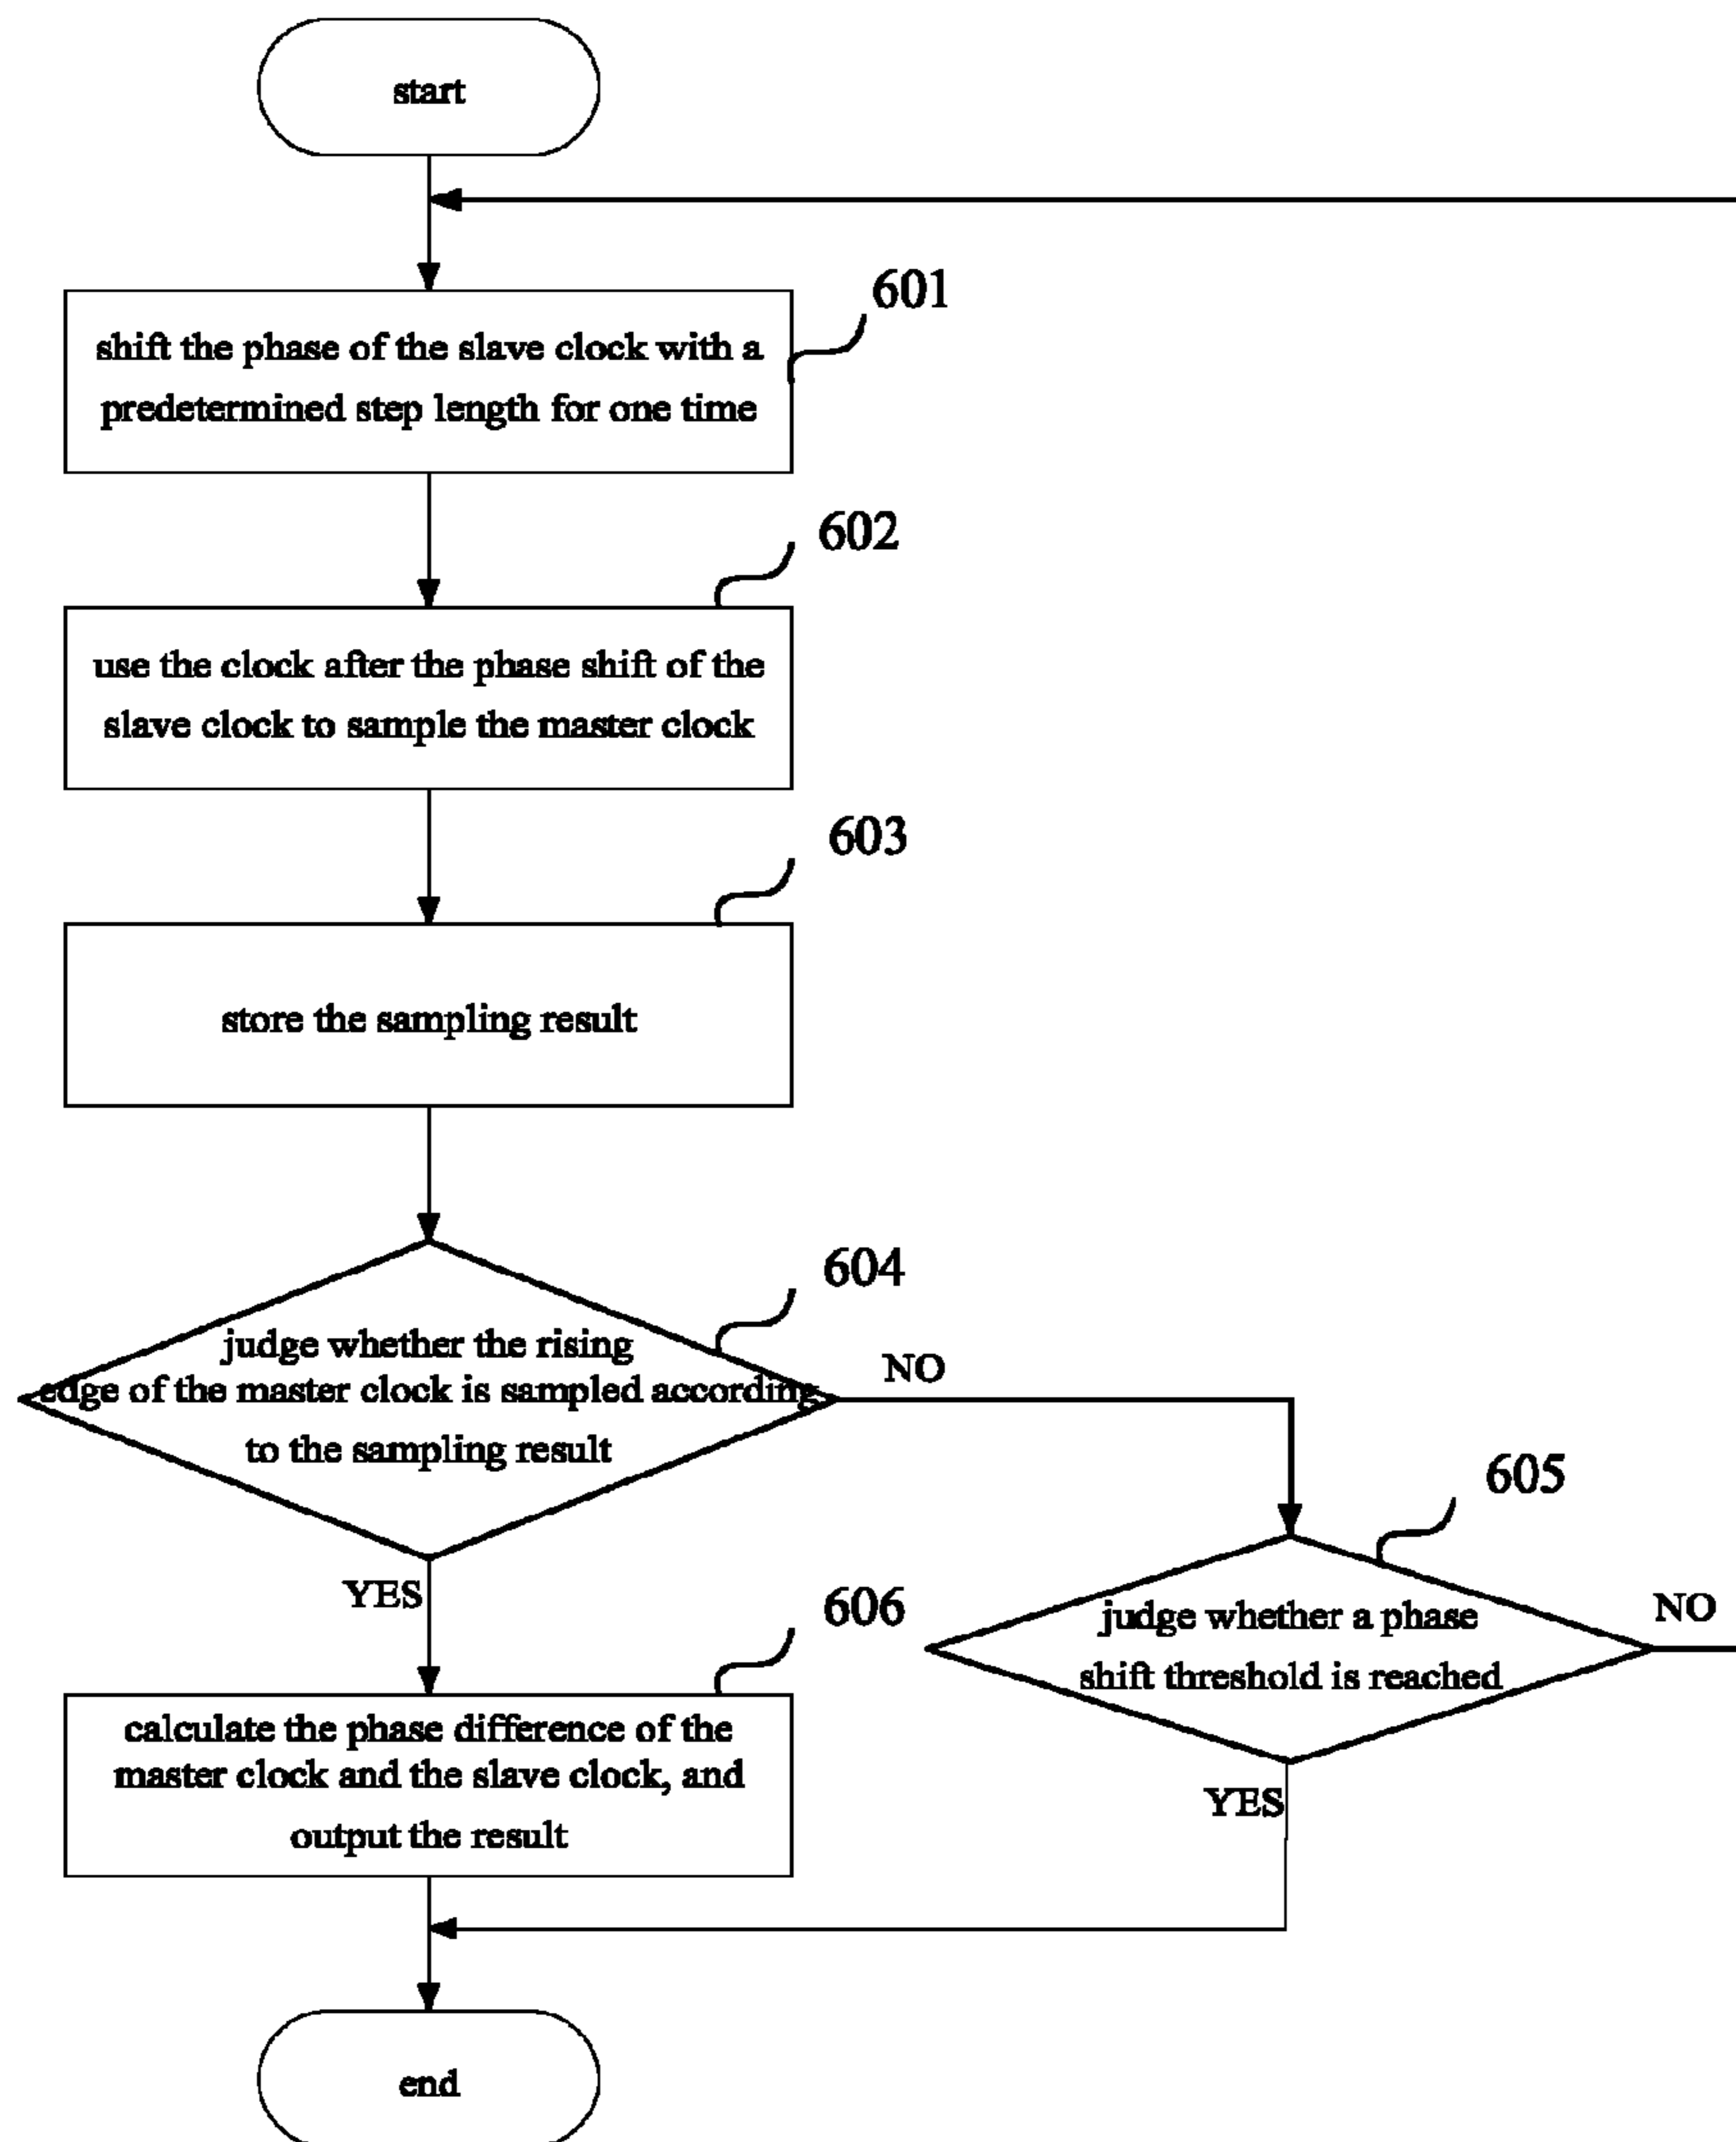 start
601
shift the phase of the slave clock with a
predetermined step length for one time
602
use the clock after the phase shift of the
slave clock to sample the master clock
603
store the sampling result
604
judge whether the rising
edge of the master clock is sampled according
to the sampling result
NO
605
YES
606
judge whether a phase
shift threshold is reached
NO
calculate the phase difference of the
master clock and the slave clock, and
output the result
YES
end